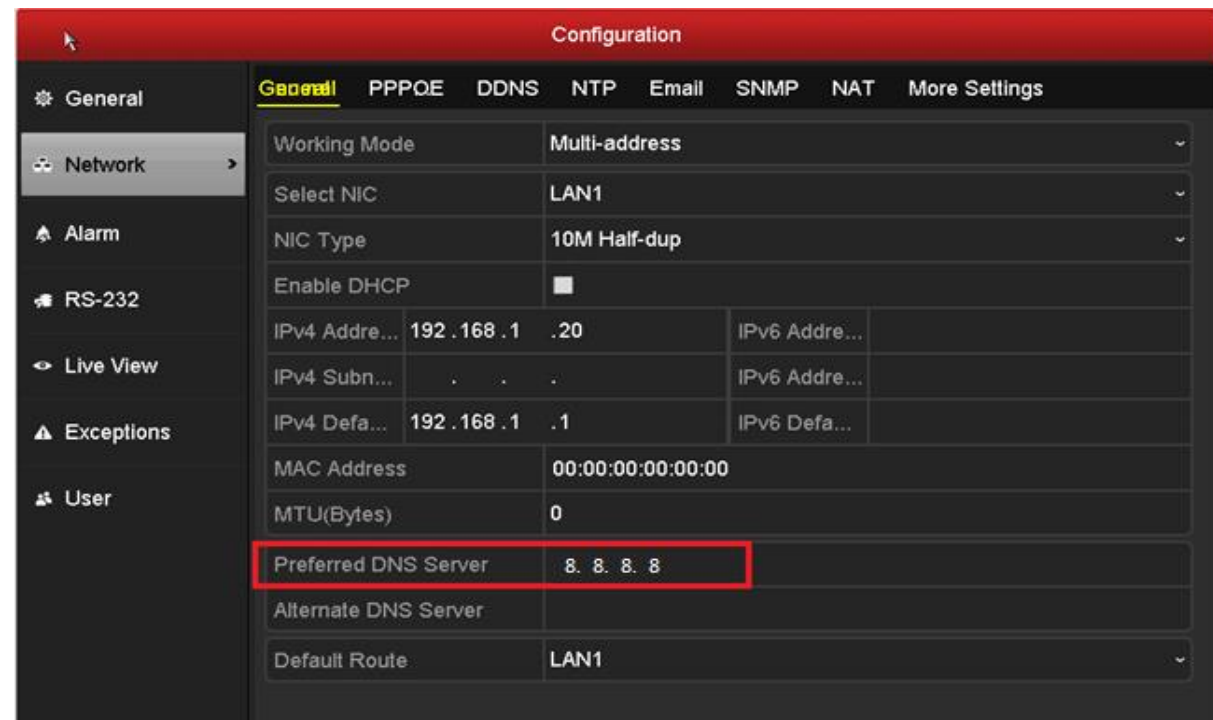 Configuration
General
Network
Alarm
RS-232
Live View
Exceptions
User
General PPPOE DDNS NTP Email SNMP NAT More Settings
Working Mode Multi-address
Select NIC LAN1
NIC Type 10M Half-dup
Enable DHCP
IPv4 Addre... 192.168.1.20 IPv6 Addre...
IPv4 Subn... . . . IPv6 Addre...
IPv4 Defa... 192.168.1.1 IPv6 Defa...
MAC Address 00:00:00:00:00:00
MTU(Bytes) 0
Preferred DNS Server 8. 8. 8. 8
Alternate DNS Server
Default Route LAN1